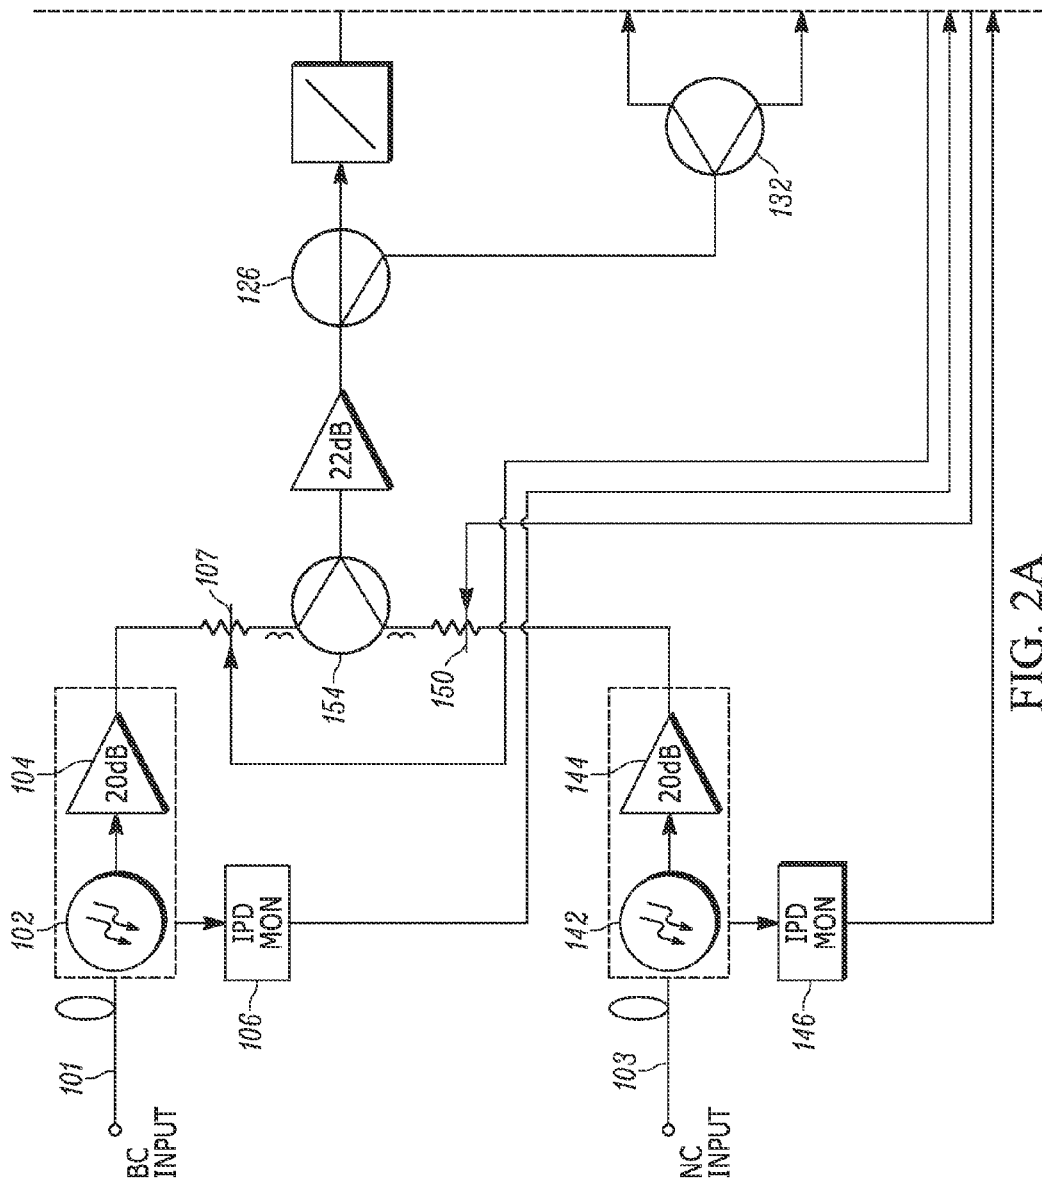 BC
INPUT
101
102
104
20dB
IPD
MON
106
107
154
150
22dB
126
132
NC
INPUT
103
142
144
20dB
IPD
MON
146
FIG. 2A